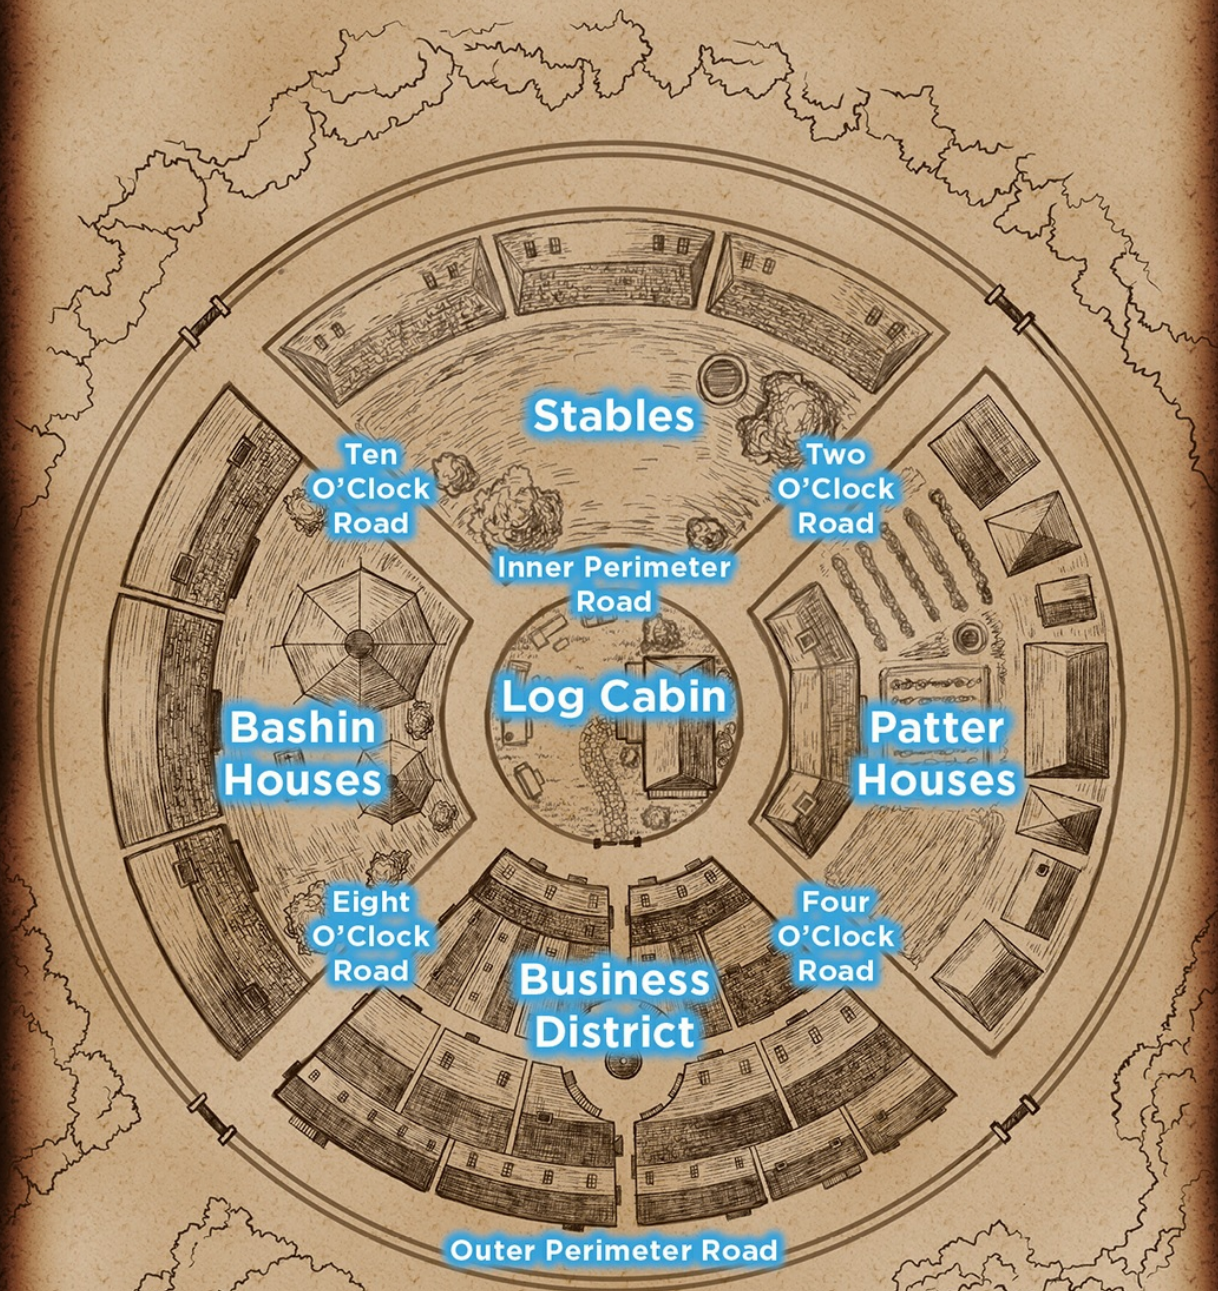 Stables
Ten
O'Clock
Road
Two
O'Clock
Road
Inner Perimeter
Road
Log Cabin
Bashin
Houses
Patter
Houses
Eight
O'Clock
Road
Four
O'Clock
Road
Business
District
Outer Perimeter Road